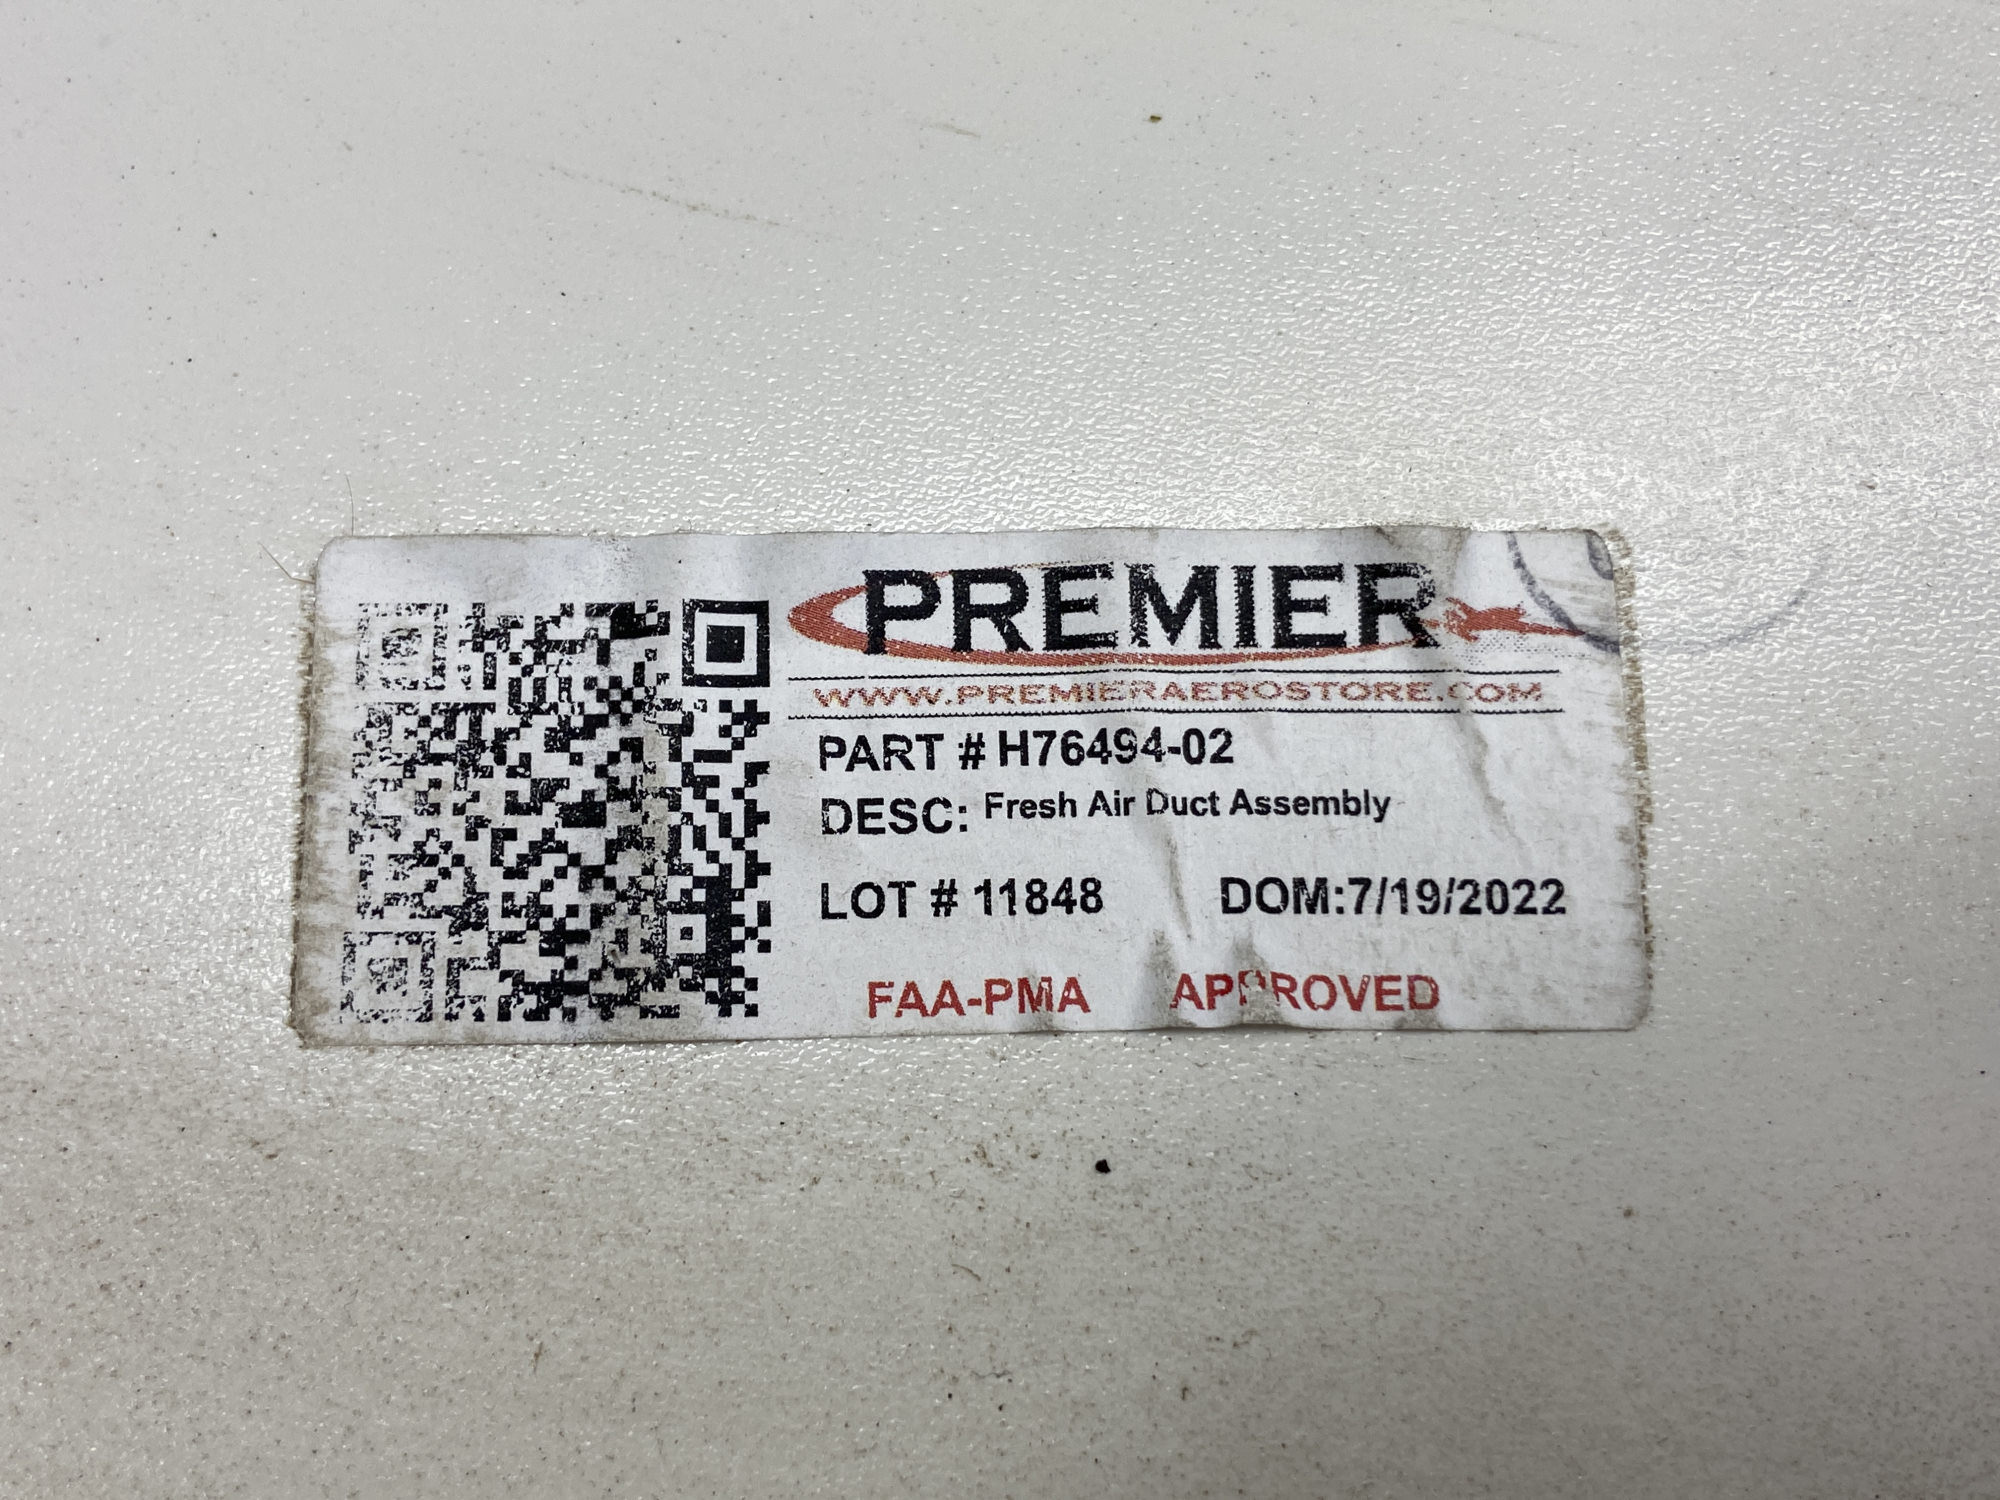 PREMIER
WWW.PREMIERAEROSTORE.COM
PART # H76494-02
DESC: Fresh Air Duct Assembly
LOT # 11848 DOM:7/19/2022
FAA-PMA APPROVED